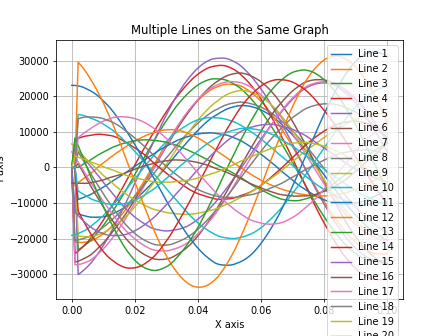 Multiple Lines on the Same Graph
30000
20000
10000
0
−10000
−20000
−30000
0.00
0.02
0.04
0.06
0.08
X axis
Line 1
Line 2
Line 3
Line 4
Line 5
Line 6
Line 7
Line 8
Line 9
Line 10
Line 11
Line 12
Line 13
Line 14
Line 15
Line 16
Line 17
Line 18
Line 19
Line 20